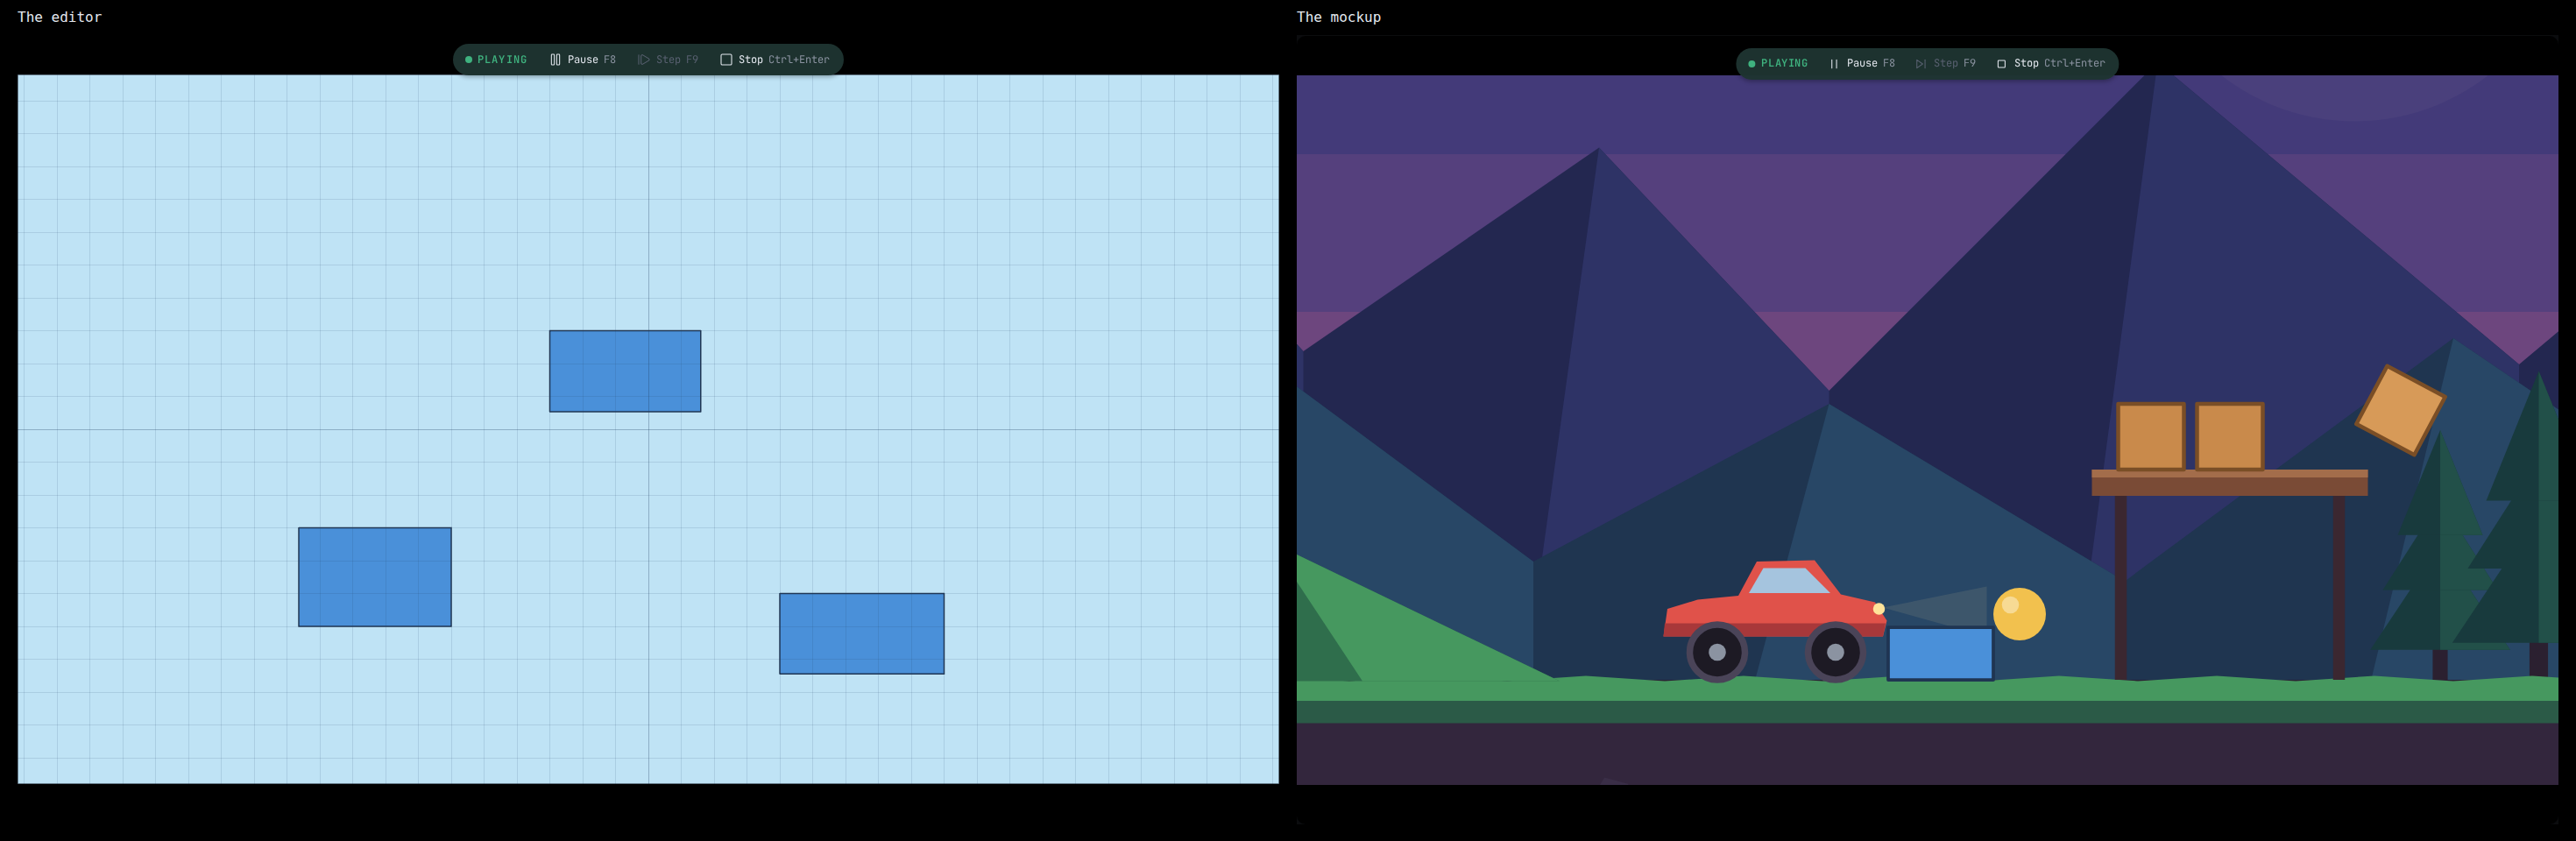 The editor
PLAYING Pause F8 Step F9 Stop Ctrl+Enter
The mockup
PLAYING Pause F8 Step F9 Stop Ctrl+Enter